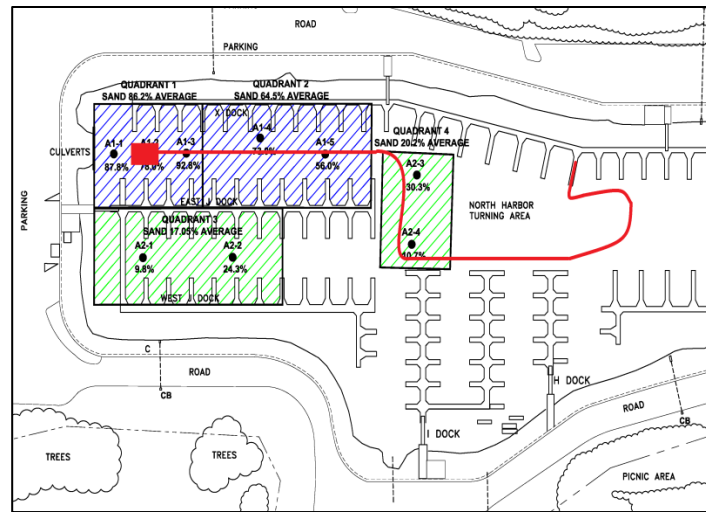 ROAD
PARKING
QUADRANT 1
SAND 86.2% AVERAGE
QUADRANT 2
SAND 64.5% AVERAGE
X DOCK
CULVERTS
A1-1
87.8%
A1-3
92.8%
A1-4
A1-5
56.0%
QUADRANT 4
SAND 20.2% AVERAGE
A2-3
30.3%
NORTH HARBOR
TURNING AREA
PARKING
EAST J DOCK
QUADRANT 3
SAND 17.05% AVERAGE
A2-1
9.8%
A2-2
24.3%
A2-4
10.7%
WEST J DOCK
C
ROAD
CB
H DOCK
I DOCK
ROAD
CB
TREES
TREES
PICNIC AREA